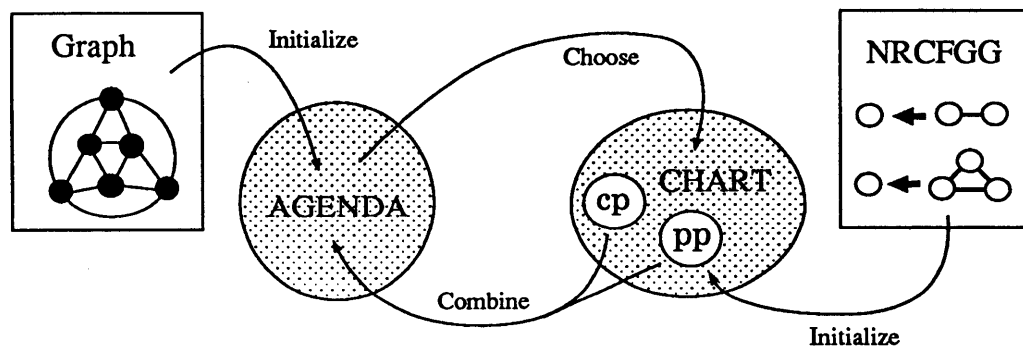 Graph
Initialize
Choose
NRCFGG
AGENDA
CHART
cp
pp
Combine
Initialize